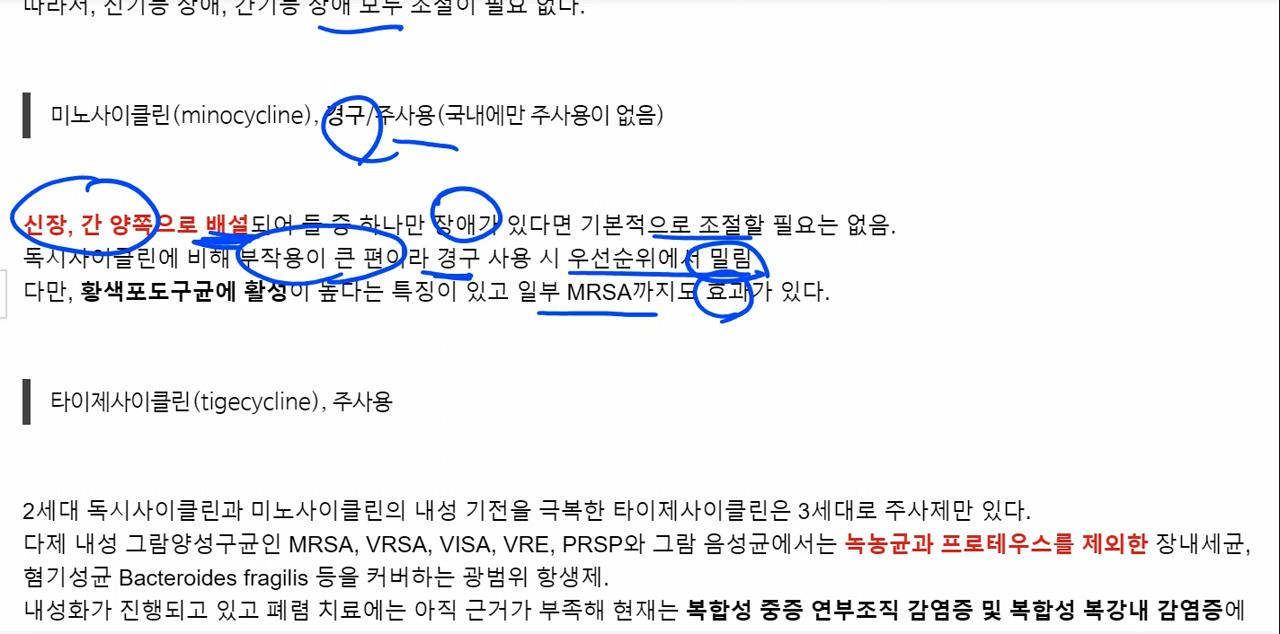 따라서, 신기능 장애, 간기능 장애 모두 조절이 필요 없다.
미노사이클린(minocycline), 경구/주사용(국내에만 주사용이 없음)
신장, 간 양쪽으로 배설되어 둘 중 하나만 장애가 있다면 기본적으로 조절할 필요는 없음.
독시사이클린에 비해 부작용이 큰 편이라 경구 사용 시 우선순위에서 밀림
다만, 황색포도구균에 활성이 높다는 특징이 있고 일부 MRSA까지도 효과가 있다.
타이제사이클린(tigecycline), 주사용
2세대 독시사이클린과 미노사이클린의 내성 기전을 극복한 타이제사이클린은 3세대로 주사제만 있다.
다제 내성 그람양성구균인 MRSA, VRSA, VISA, VRE, PRSP와 그람 음성균에서는 녹농균과 프로테우스를 제외한 장내세균,
혐기성균 Bacteroides fragilis 등을 커버하는 광범위 항생제.
내성화가 진행되고 있고 폐렴 치료에는 아직 근거가 부족해 현재는 복합성 중증 연부조직 감염증 및 복합성 복강내 감염증에